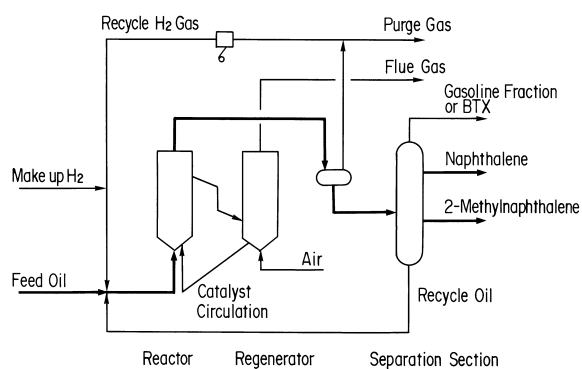 Recycle H2 Gas
Purge Gas
6
Flue Gas
Gasoline Fraction
or BTX
Naphthalene
Make up H2
2-Methylnaphthalene
Air
Feed Oil
Catalyst
Circulation
Recycle Oil
Reactor
Regenerator
Separation Section